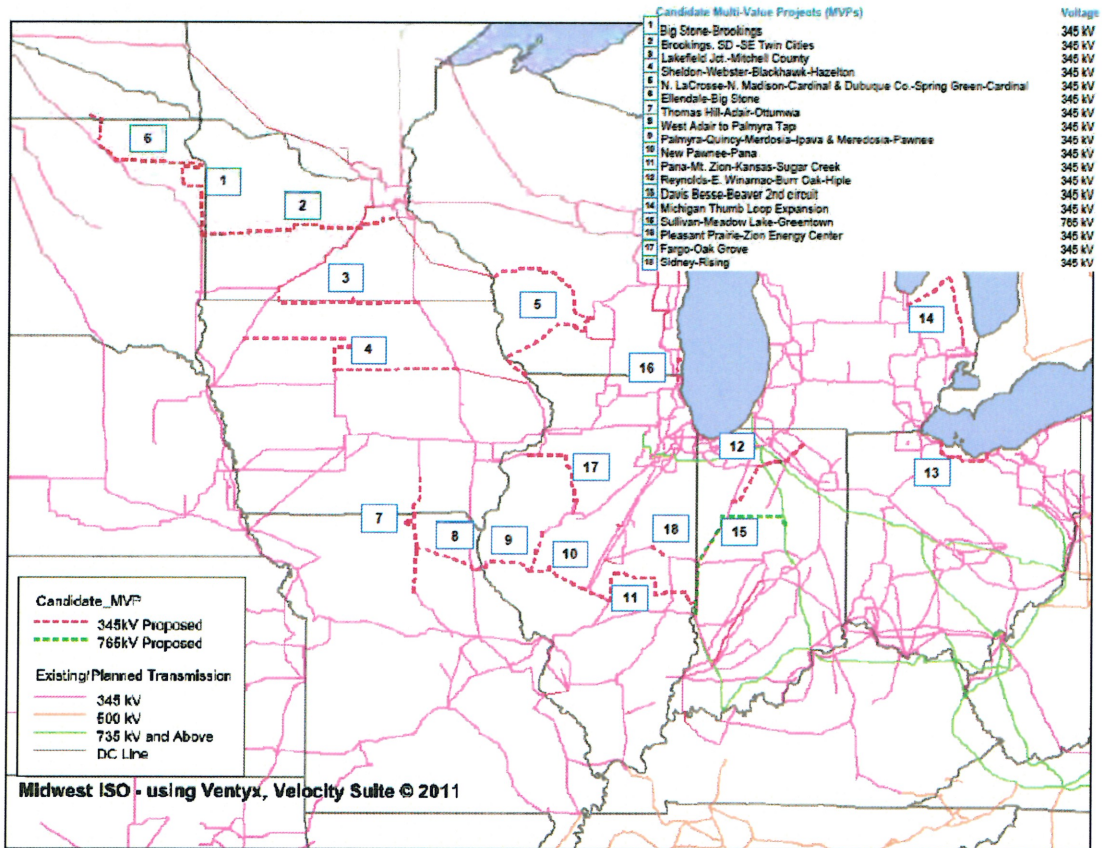 Candidate Multi-Value Projects (MVPs) Voltage
1 Big Stone-Brookings 345 kV
2 Brookings, SD -SE Twin Cities 345 kV
3 Lakefield Jct.-Mitchell County 345 kV
4 Sheldon-Webster-Blackhawk-Hazelton 345 kV
5 N. LaCrosse-N. Madison-Cardinal & Dubuque Co.-Spring Green-Cardinal 345 kV
6 Ellendale-Big Stone 345 kV
7 Thomas Hill-Adair-Ottumwa 345 kV
8 West Adair to Palmyra Tap 345 kV
9 Palmyra-Quincy-Merdosia-Ipava & Meredosia-Pawnee 345 kV
10 New Pawnee-Pana 345 kV
11 Pana-Mt. Zion-Kansas-Sugar Creek 345 kV
12 Reynolds-E. Winamac-Burr Oak-Hiple 345 kV
Davis Besse-Beaver 2nd circuit 345 kV
14 Michigan Thumb Loop Expansion 345 kV
Sullivan-Meadow Lake-Greentown 765 kV
16 Pleasant Prairie-Zion Energy Center 345 kV
17 Fargo-Oak Grove 345 kV
18 Sidney-Rising 345 kV
6
1
2
3
5
14
4
16
12
17
13
7
8
9
10
18
15
11
Candidate_MVP
345kV Proposed
765kV Proposed
Existing/Planned Transmission
345 kV
500 kV
735 kV and Above
DC Line
Midwest ISO - using Ventyx, Velocity Suite © 2011